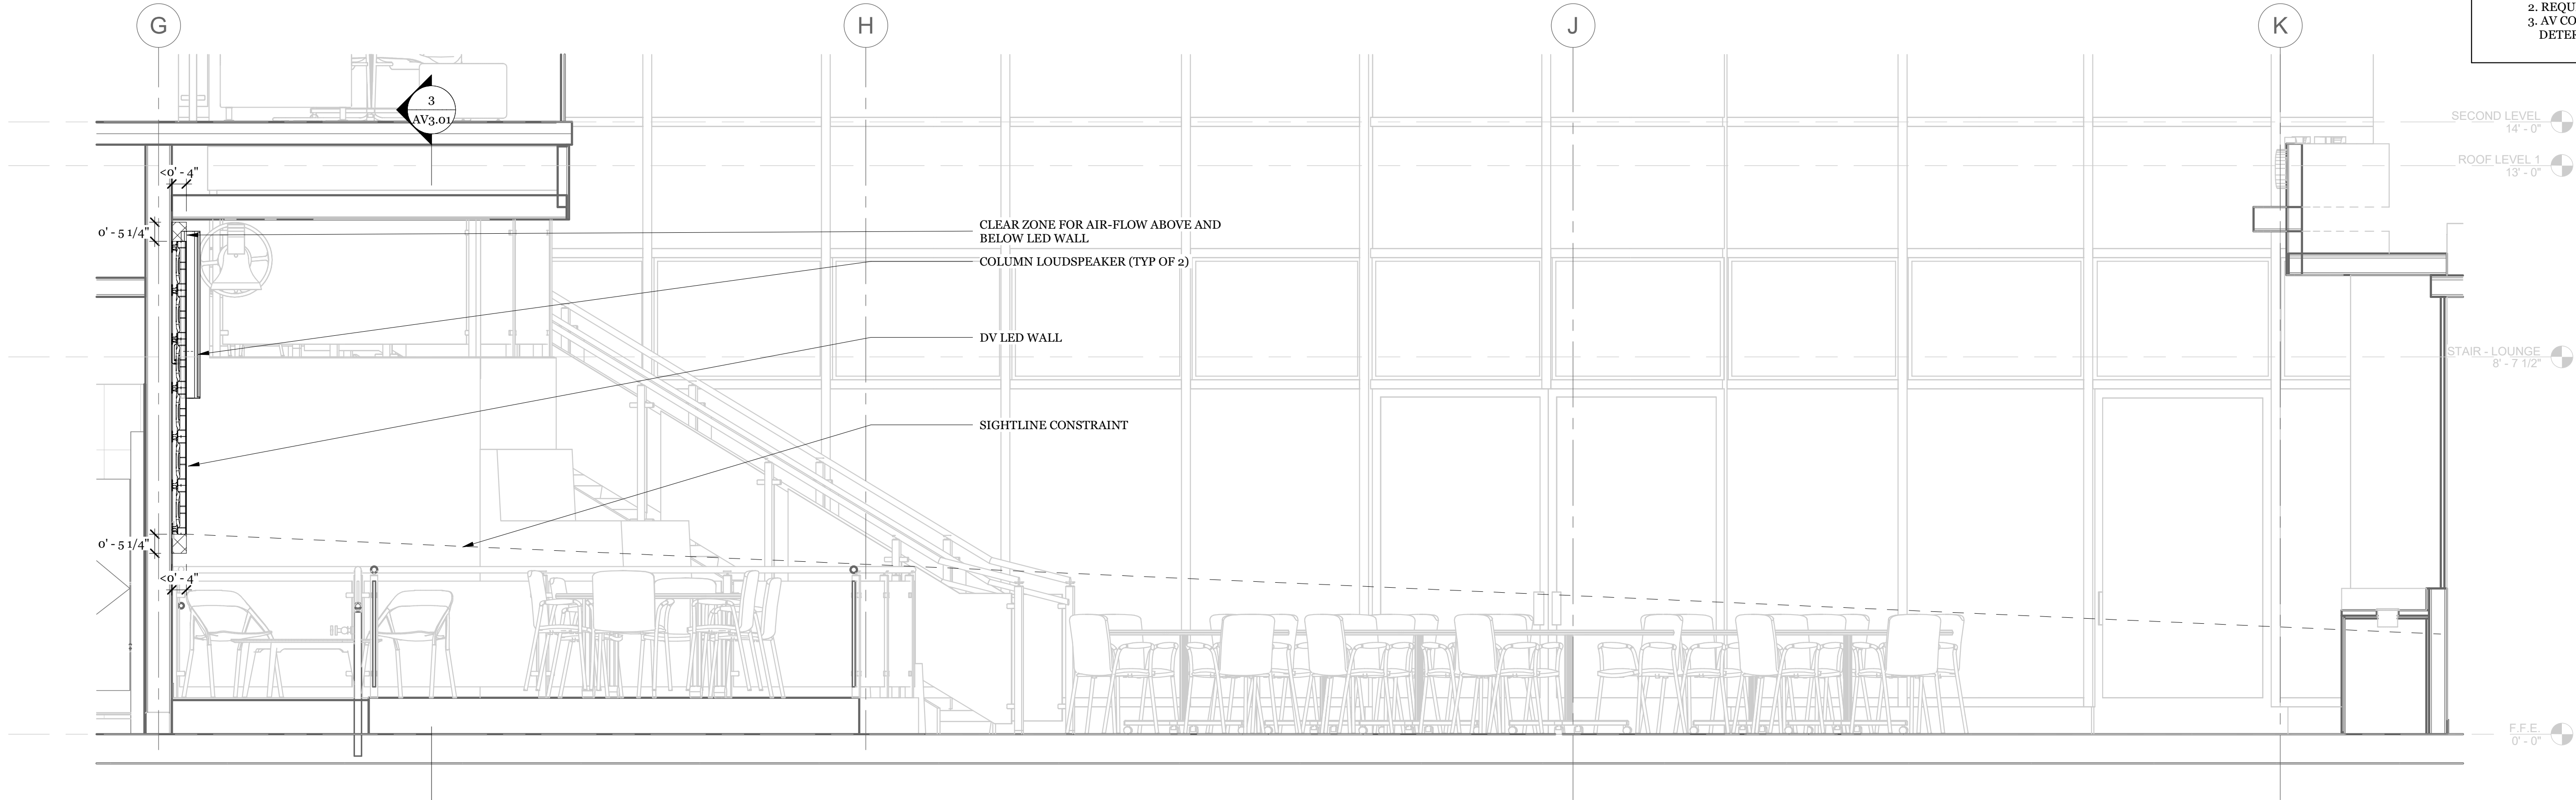 G
H
J
K
2. REQU
3. AV CO
DETER
3
AV3.01
SECOND LEVEL
14' - 0"
ROOF LEVEL 1
13' - 0"
<0' - 4"
0' - 5 1/4"
CLEAR ZONE FOR AIR-FLOW ABOVE AND
BELOW LED WALL
COLUMN LOUDSPEAKER (TYP OF 2)
DV LED WALL
STAIR - LOUNGE
8' - 7 1/2"
SIGHTLINE CONSTRAINT
0' - 5 1/4"
<0' - 4"
F.F.E.
0' - 0"